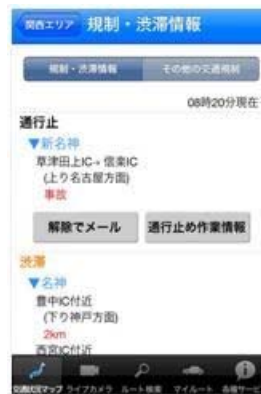 関西エリア
規制・渋滞情報
規制・渋滞情報
その他の交通規制
08時20分現在
通行止
▼新名神
草津田上IC→信楽IC
(上り名古屋方面)
事故
解除でメール
通行止め作業情報
渋滞
▼名神
豊中IC付近
(下り神戸方面)
2km
西宮IC付近
交通状況マップ
ライブカメラ
ルート検索
マイルート
各種サービス